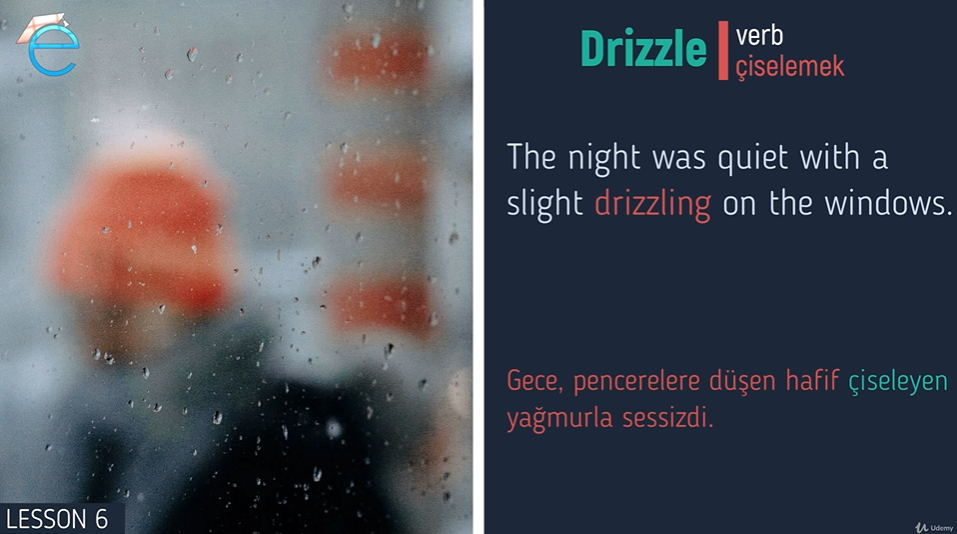 Drizzle
verb
çiselemek
The night was quiet with a
slight drizzling on the windows.
Gece, pencerelere düşen hafif çiseleyen
yağmurla sessizdi.
LESSON 6
Udemy